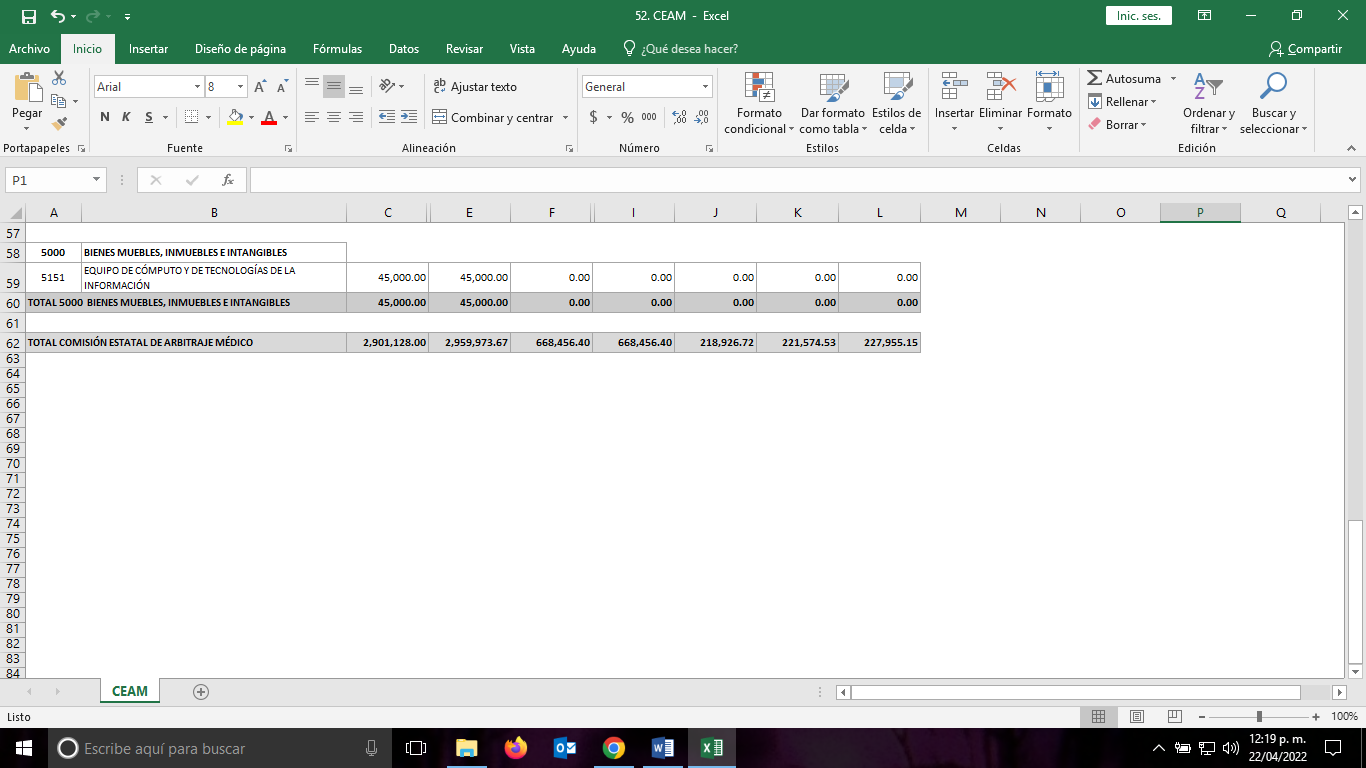 52. CEAM - Excel
Inic. ses.
Archivo Inicio Insertar Diseño de página Fórmulas Datos Revisar Vista Ayuda ¿Qué desea hacer? Compartir
Pegar
Arial 8
N K S
Ajustar texto
Combinar y centrar
General
$ % 000
Formato condicional
Dar formato como tabla
Estilos de celda
Insertar Eliminar Formato
Autosuma
Rellenar
Borrar
Ordenar y filtrar
Buscar y seleccionar
Portapapeles Fuente Alineación Número Estilos Celdas Edición
P1 fx
A B C E F I J K L M N O P Q
57
58 5000 BIENES MUEBLES, INMUEBLES E INTANGIBLES
59 5151 EQUIPO DE CÓMPUTO Y DE TECNOLOGÍAS DE LA INFORMACIÓN 45,000.00 45,000.00 0.00 0.00 0.00 0.00 0.00
60 TOTAL 5000 BIENES MUEBLES, INMUEBLES E INTANGIBLES 45,000.00 45,000.00 0.00 0.00 0.00 0.00 0.00
61
62 TOTAL COMISIÓN ESTATAL DE ARBITRAJE MÉDICO 2,901,128.00 2,959,973.67 668,456.40 668,456.40 218,926.72 221,574.53 227,955.15
63
64
65
66
67
68
69
70
71
72
73
74
75
76
77
78
79
80
81
82
83
84
CEAM
Listo 100%
Escribe aquí para buscar
12:19 p. m.
22/04/2022